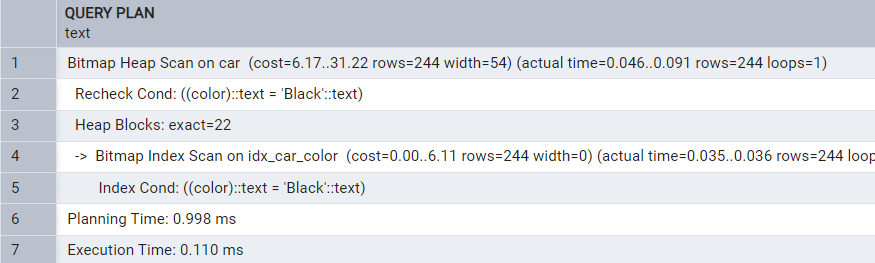 QUERY PLAN
text
1 Bitmap Heap Scan on car (cost=6.17..31.22 rows=244 width=54) (actual time=0.046..0.091 rows=244 loops=1)
2 Recheck Cond: ((color)::text = 'Black'::text)
3 Heap Blocks: exact=22
4 -> Bitmap Index Scan on idx_car_color (cost=0.00..6.11 rows=244 width=0) (actual time=0.035..0.036 rows=244 loop
5 Index Cond: ((color)::text = 'Black'::text)
6 Planning Time: 0.998 ms
7 Execution Time: 0.110 ms